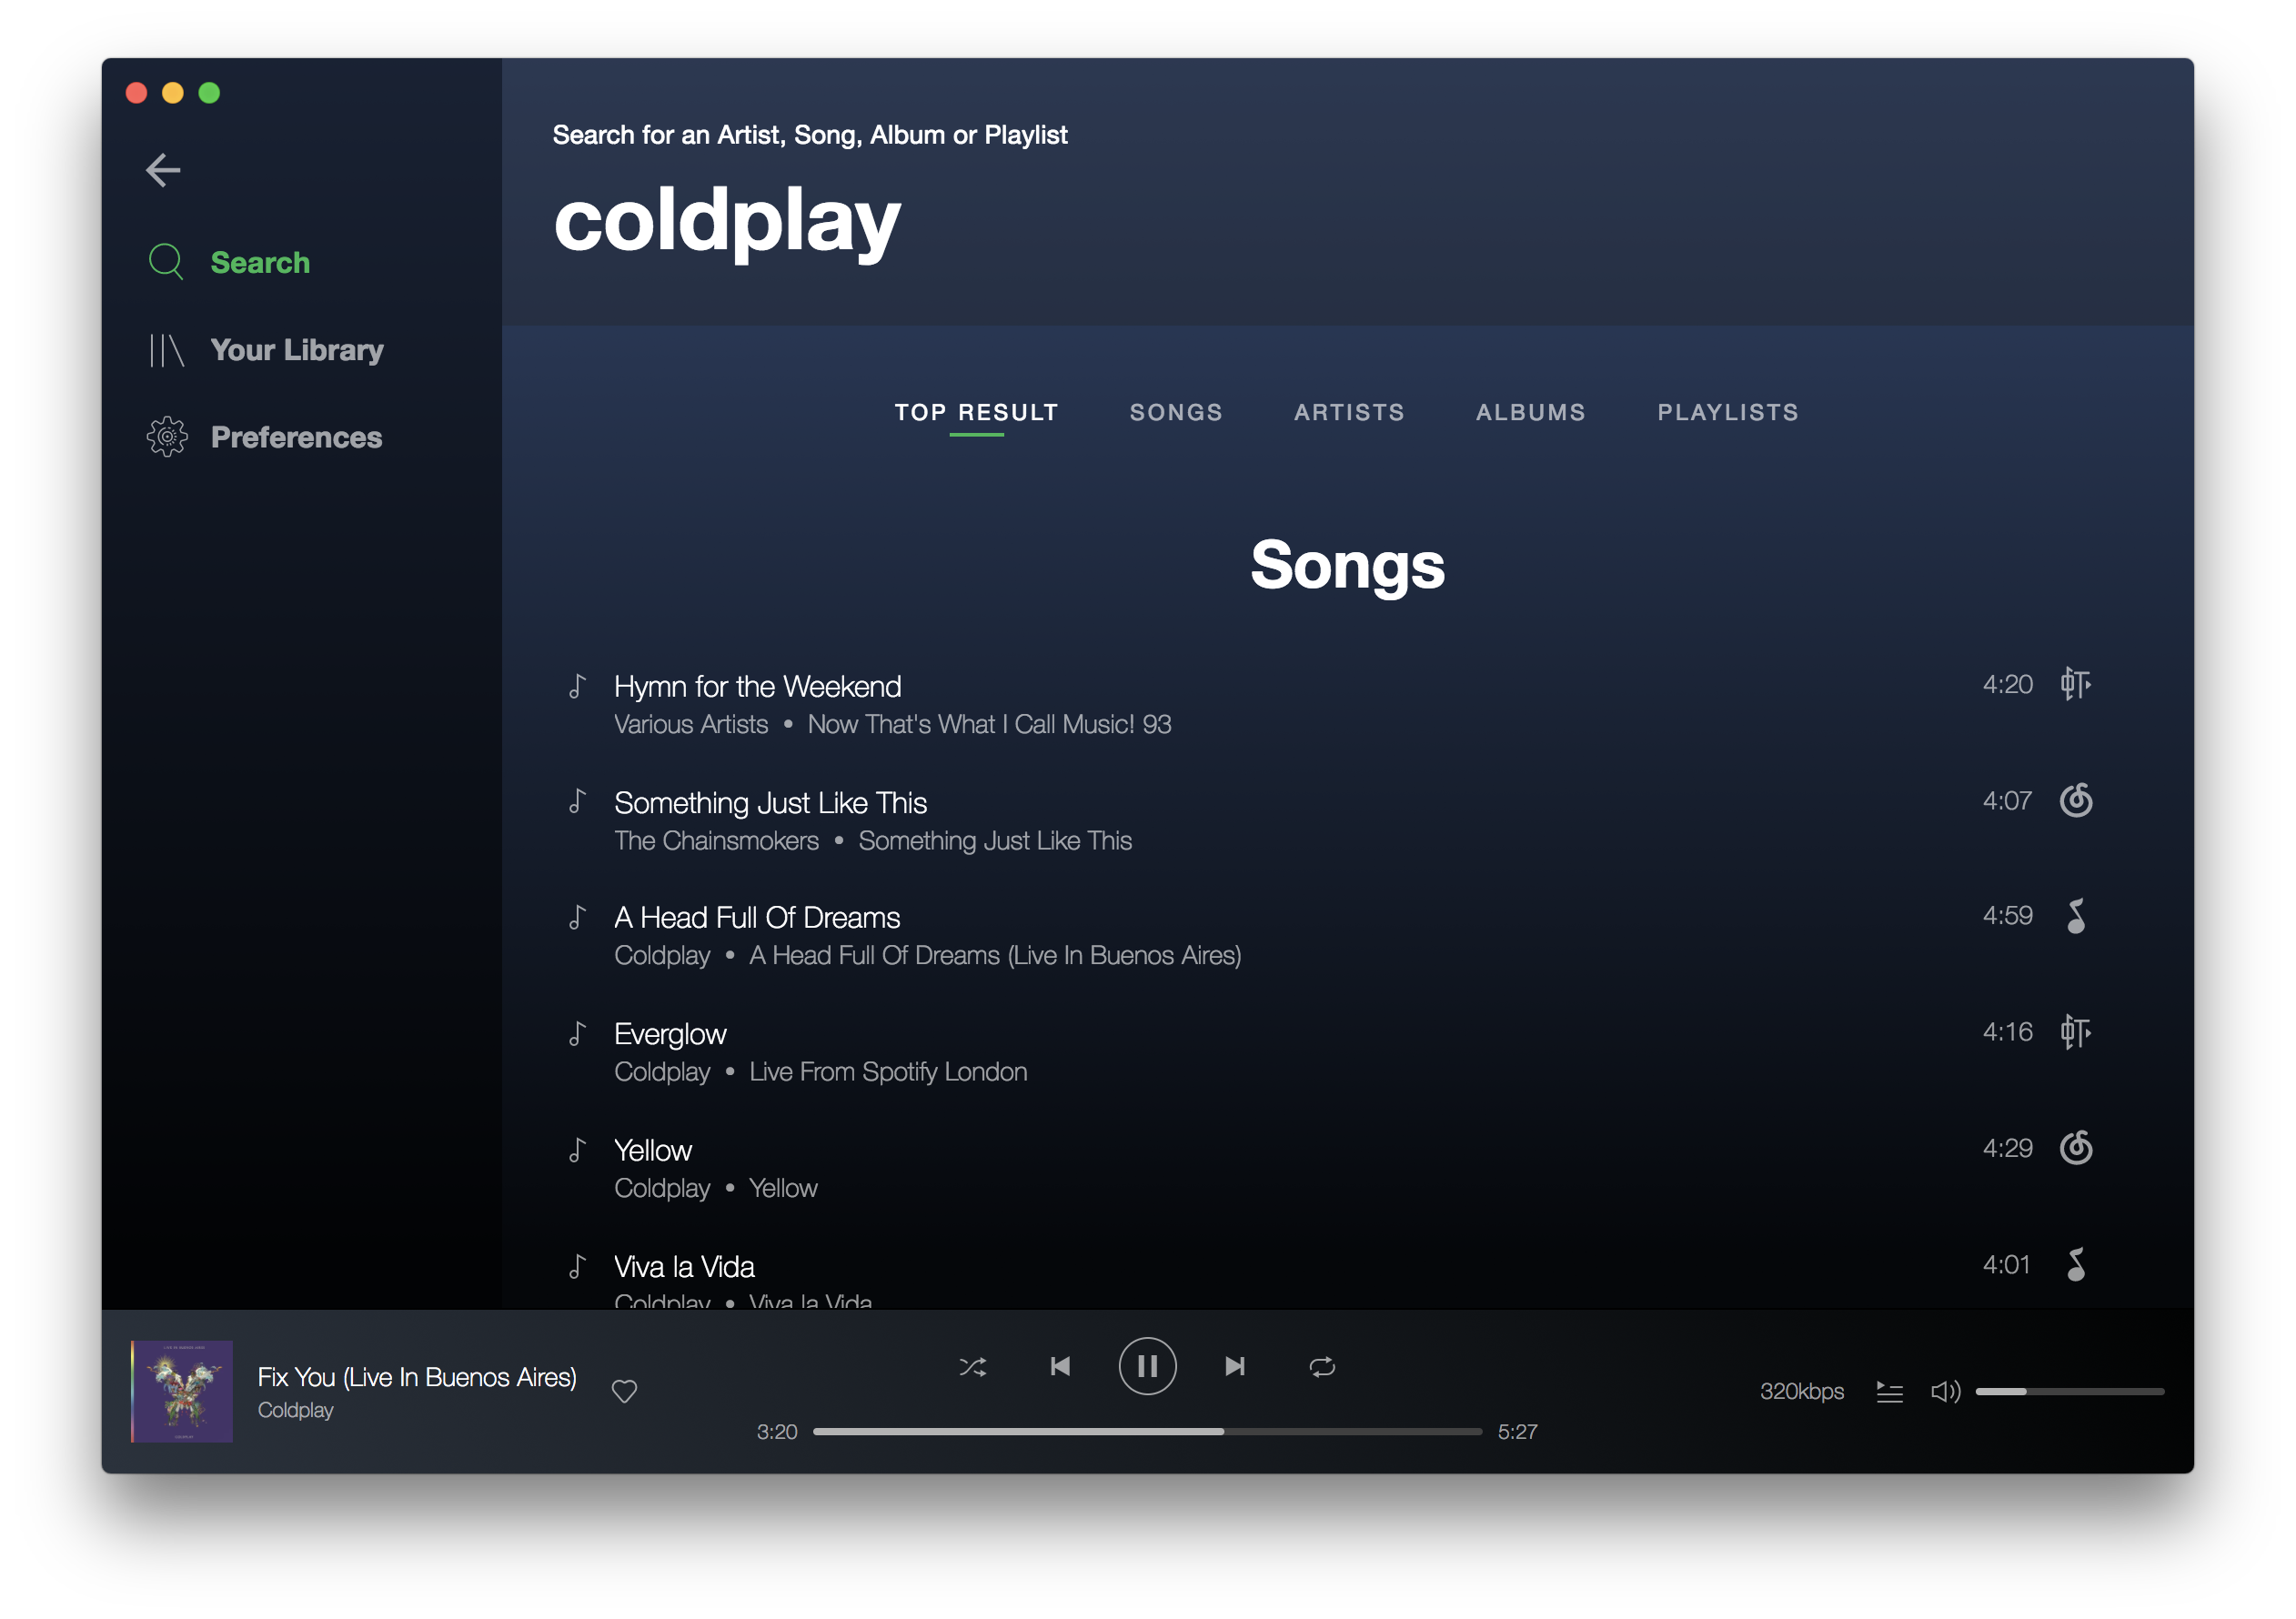 Search for an Artist, Song, Album or Playlist
coldplay
Search
Your Library
Preferences
TOP RESULT SONGS ARTISTS ALBUMS PLAYLISTS
Songs
Hymn for the Weekend 4:20
Various Artists • Now That's What I Call Music! 93
Something Just Like This 4:07
The Chainsmokers • Something Just Like This
A Head Full Of Dreams 4:59
Coldplay • A Head Full Of Dreams (Live In Buenos Aires)
Everglow 4:16
Coldplay • Live From Spotify London
Yellow 4:29
Coldplay • Yellow
Viva la Vida 4:01
Coldplay • Viva la Vida
Fix You (Live In Buenos Aires)
Coldplay
3:20 5:27
320kbps